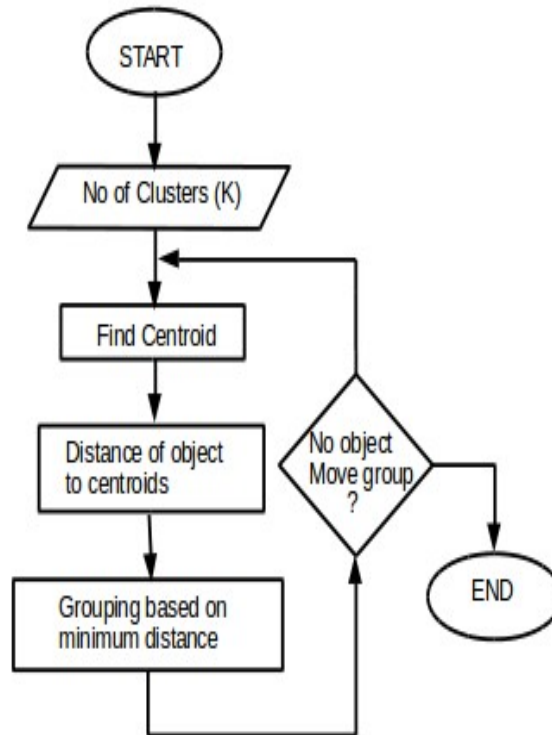 START
No of Clusters (K)
Find Centroid
Distance of object
to centroids
Grouping based on
minimum distance
No object
Move group
?
END